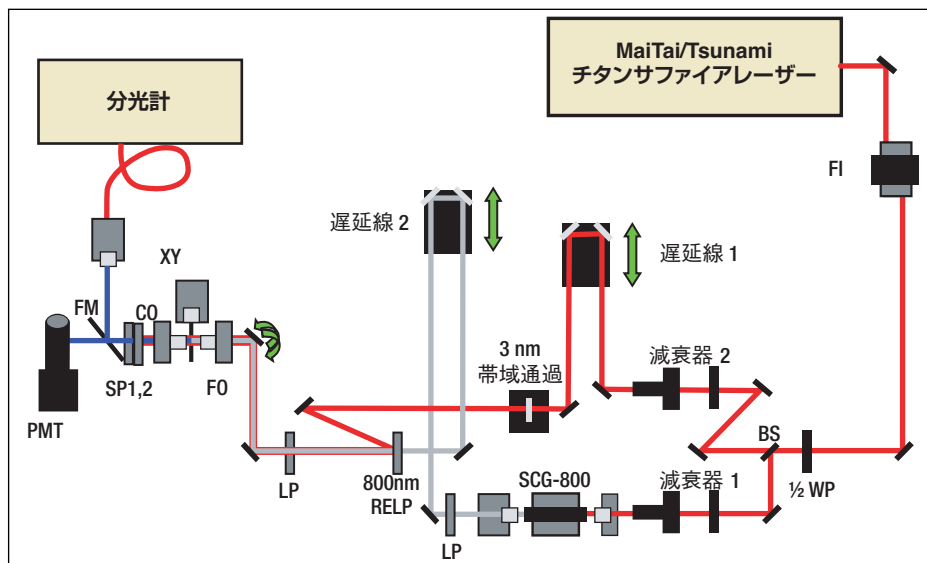 MaiTai/Tsunami
チタンサファイアレーザー
分光計
FI
遅延線 2
遅延線 1
XY
FM
CO
3 nm
帯域通過
減衰器 2
SP1,2
FO
PMT
BS
LP
800nm
RELP
SCG-800
減衰器 1
½ WP
LP